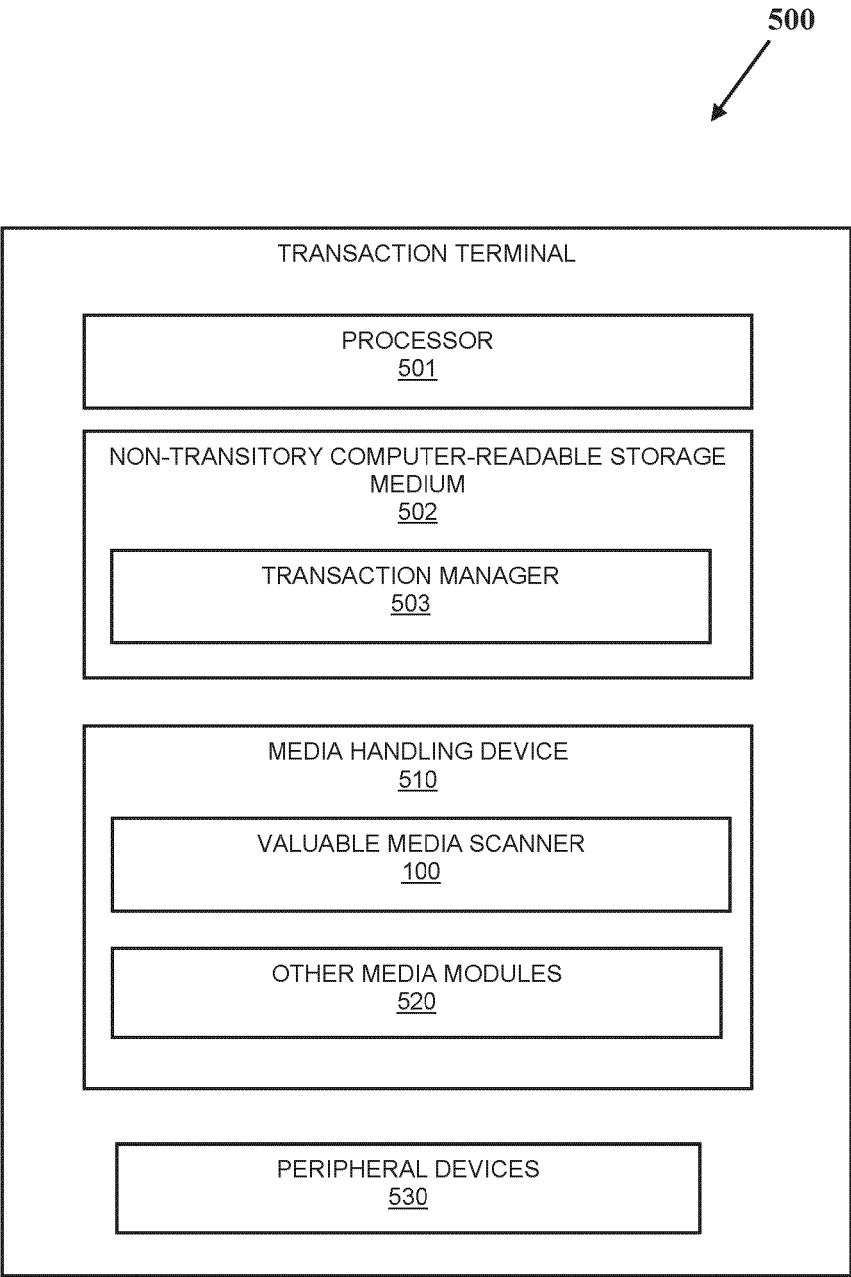 500
TRANSACTION TERMINAL
PROCESSOR
501
NON-TRANSITORY COMPUTER-READABLE STORAGE
MEDIUM
502
TRANSACTION MANAGER
503
MEDIA HANDLING DEVICE
510
VALUABLE MEDIA SCANNER
100
OTHER MEDIA MODULES
520
PERIPHERAL DEVICES
530